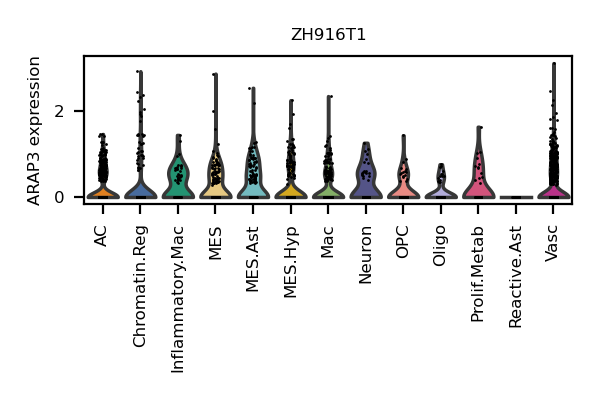 ZH916T1
ARAP3 expression
2
0
AC
Chromatin.Reg
Inflammatory.Mac
MES
MES.Ast
MES.Hyp
Mac
Neuron
OPC
Oligo
Prolif.Metab
Reactive.Ast
Vasc